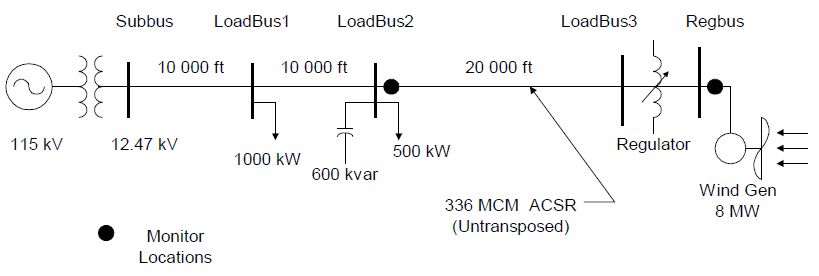 Subbus
LoadBus1
LoadBus2
LoadBus3
Regbus
10 000 ft
10 000 ft
20 000 ft
115 kV
12.47 kV
1000 kW
600 kvar
500 kW
Regulator
336 MCM ACSR
(Untransposed)
Wind Gen
8 MW
Monitor
Locations